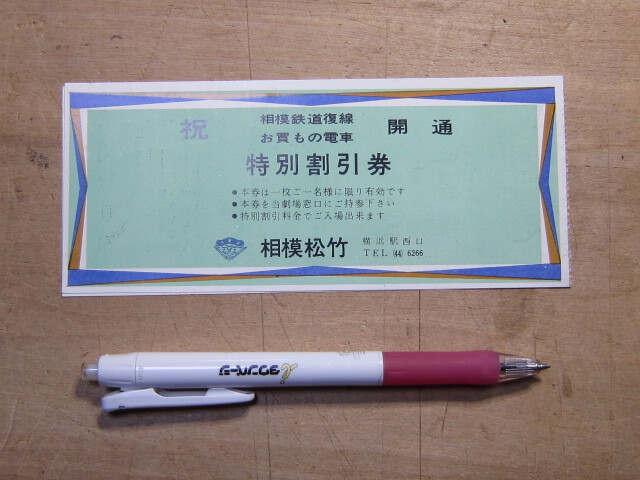 祝 相模鉄道復線 開通
お買もの電車
特別割引券
●本券は一枚ご一名様に限り有効です
●本券を当劇場窓口にご持参下さい
●特別割引料金でご入場出来ます
相模松竹 横浜駅西口
TEL (44) 6266